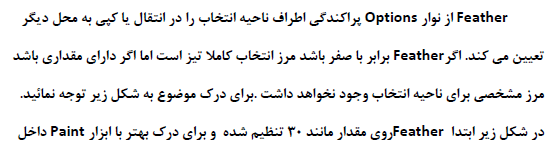 Feather از نوار Options پراکندگی اطراف ناحیه انتخاب را در انتقال یا کپی به محل دیگر
تعیین می کند. اگرFeather برابر با صفر باشد مرز انتخاب کاملا تیز است اما اگر دارای مقداری باشد
مرز مشخصی برای ناحیه انتخاب وجود نخواهد داشت .برای درک موضوع به شکل زیر توجه نمائید.
در شکل زیر ابتدا Featherروی مقدار مانند ۳۰ تنظیم شده و برای درک بهتر با ابزار Paint داخل